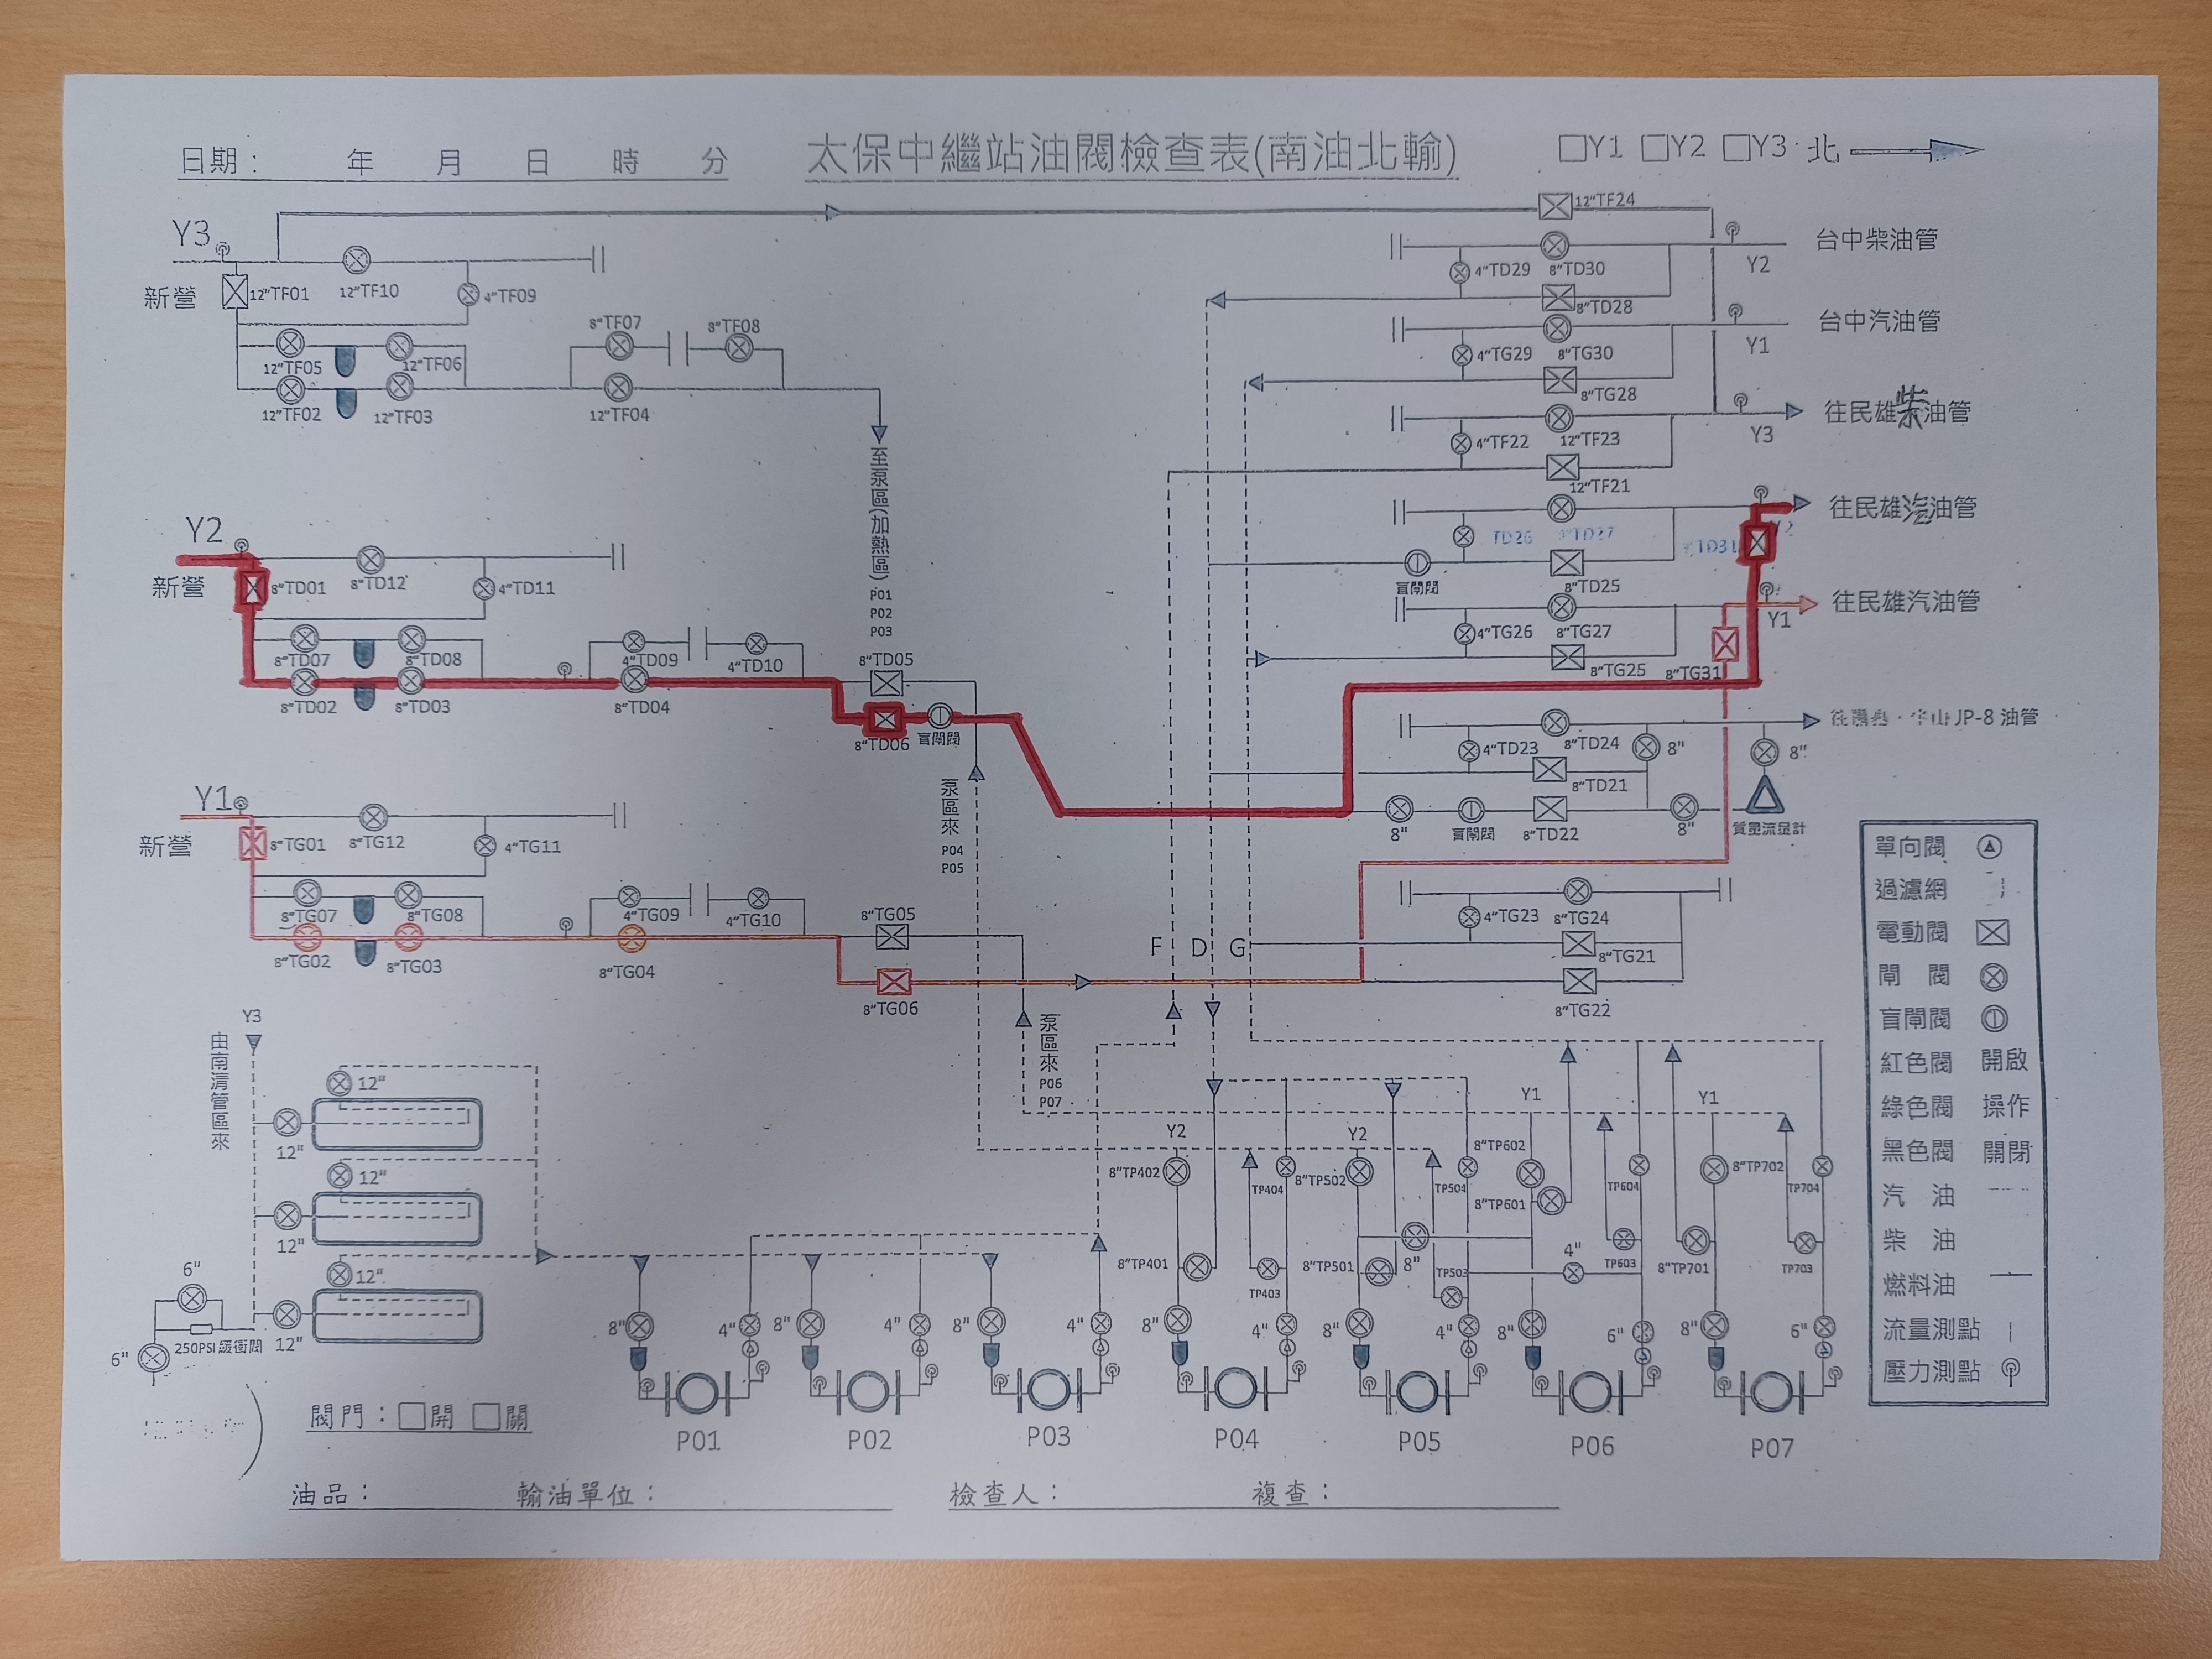 太保中繼站油閥檢查表(南油北輸)
□Y1 □Y2 □Y3 北
日期： 年 月 日 時 分
Y3
新營
12"TF01
12"TF10
4"TF09
12"TF05
12"TF06
12"TF02
12"TF03
8"TF07
8"TF08
12"TF04
至泵區(加熱區)
P01
P02
P03
Y2
新營
8"TD01
8"TD12
4"TD11
8"TD07
8"TD08
8"TD02
8"TD03
4"TD09
4"TD10
8"TD04
8"TD05
8"TD06
盲閘閥
泵區來
P04
P05
Y1
新營
8"TG01
8"TG12
4"TG11
8"TG07
8"TG08
8"TG02
8"TG03
4"TG09
4"TG10
8"TG04
8"TG05
8"TG06
泵區來
P06
P07
F
D
G
12"TF24
4"TD29
8"TD30
8"TD28
Y2
台中柴油管
4"TG29
8"TG30
8"TG28
Y1
台中汽油管
4"TF22
12"TF23
12"TF21
Y3
往民雄柴油管
盲閘閥
TD26
TD27
8"TD25
TD31
往民雄汽油管
4"TG26
8"TG27
8"TG25
8"TG31
Y1
往民雄汽油管
4"TD23
8"TD24
8"TD21
8"
8"
盲閘閥
8"TD22
8"
8"
質量流量計
JP-8 油管
4"TG23
8"TG24
8"TG21
8"TG22
由南濱管區來
Y3
6"
6"
250PSI緩衝閥
12"
12"
12"
12"
12"
12"
閥門：□開 □關
8"
4"
P01
8"
4"
P02
8"
4"
P03
8"TP401
8"TP402
Y2
8"
TP403
TP404
4"
P04
8"TP501
8"TP502
Y2
8"
8"
TP503
TP504
4"
P05
8"TP601
8"TP602
Y1
8"
4"
TP603
TP604
6"
P06
8"TP701
8"TP702
Y1
8"
TP703
TP704
6"
P07
單向閥
過濾網
電動閥
閘 閥
盲閘閥
紅色閥 開啟
綠色閥 操作
黑色閥 關閉
汽 油
柴 油
燃料油
流量測點
壓力測點
油品： 輸油單位： 檢查人： 複查：